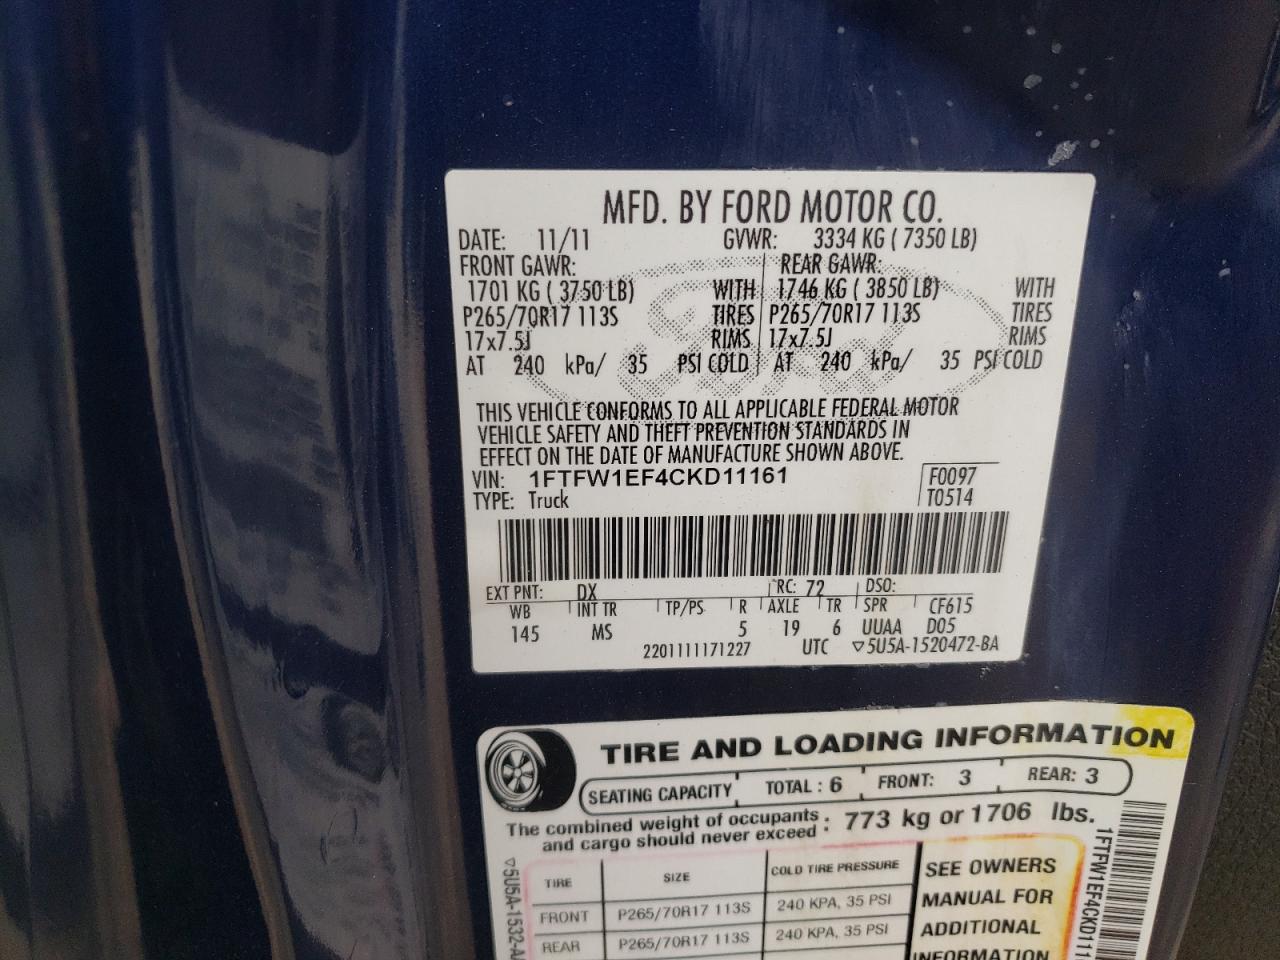 MFD. BY FORD MOTOR CO.
DATE: 11/11 GVWR: 3334 KG ( 7350 LB)
FRONT GAWR: REAR GAWR:
1701 KG ( 3750 LB) WITH 1746 KG ( 3850 LB) WITH
P265/70R17 113S TIRES P265/70R17 113S TIRES
17x7.5J RIMS 17x7.5J RIMS
AT 240 kPa/ 35 PSI COLD AT 240 kPa/ 35 PSI COLD
Ford
THIS VEHICLE CONFORMS TO ALL APPLICABLE FEDERAL MOTOR
VEHICLE SAFETY AND THEFT PREVENTION STANDARDS IN
EFFECT ON THE DATE OF MANUFACTURE SHOWN ABOVE.
VIN: 1FTFW1EF4CKD11161 F0097
TYPE: Truck T0514
EXT PNT: DX RC: 72 DSO:
WB INT TR TP/PS R AXLE TR SPR CF615
145 MS 5 19 6 UUAA D05
2201111171227 UTC ▽5U5A-1520472-BA
TIRE AND LOADING INFORMATION
SEATING CAPACITY TOTAL : 6 FRONT: 3 REAR: 3
The combined weight of occupants
and cargo should never exceed : 773 kg or 1706 lbs.
TIRE SIZE COLD TIRE PRESSURE
FRONT P265/70R17 113S 240 KPA, 35 PSI
REAR P265/70R17 113S 240 KPA, 35 PSI
SEE OWNERS
MANUAL FOR
ADDITIONAL
INFORMATION
▽5U5A-1532-A
1FTFW1EF4CKD111